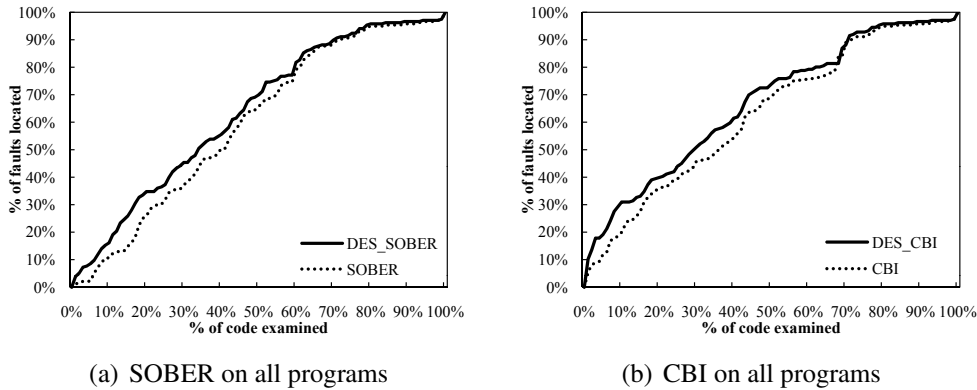 100%
90%
80%
70%
60%
50%
40%
30%
20%
10%
0%
% of faults located
DES_SOBER
SOBER
0% 10% 20% 30% 40% 50% 60% 70% 80% 90% 100%
% of code examined
(a) SOBER on all programs
100%
90%
80%
70%
60%
50%
40%
30%
20%
10%
0%
% of faults located
DES_CBI
CBI
0% 10% 20% 30% 40% 50% 60% 70% 80% 90% 100%
% of code examined
(b) CBI on all programs